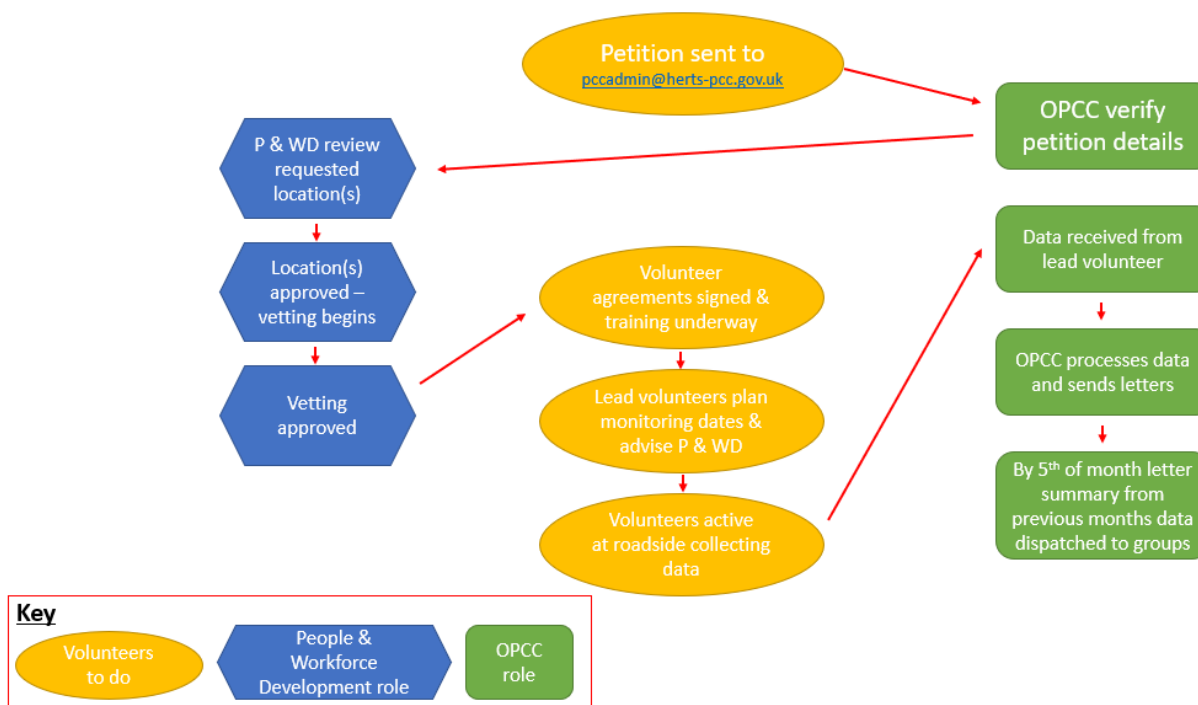 Petition sent to
pccadmin@herts-pcc.gov.uk
OPCC verify
petition details
P & WD review
requested
location(s)
Location(s)
approved –
vetting begins
Vetting
approved
Volunteer
agreements signed &
training underway
Lead volunteers plan
monitoring dates &
advise P & WD
Volunteers active
at roadside collecting
data
Data received from
lead volunteer
OPCC processes data
and sends letters
By 5th of month letter
summary from
previous months data
dispatched to groups
Key
Volunteers
to do
People &
Workforce
Development role
OPCC
role